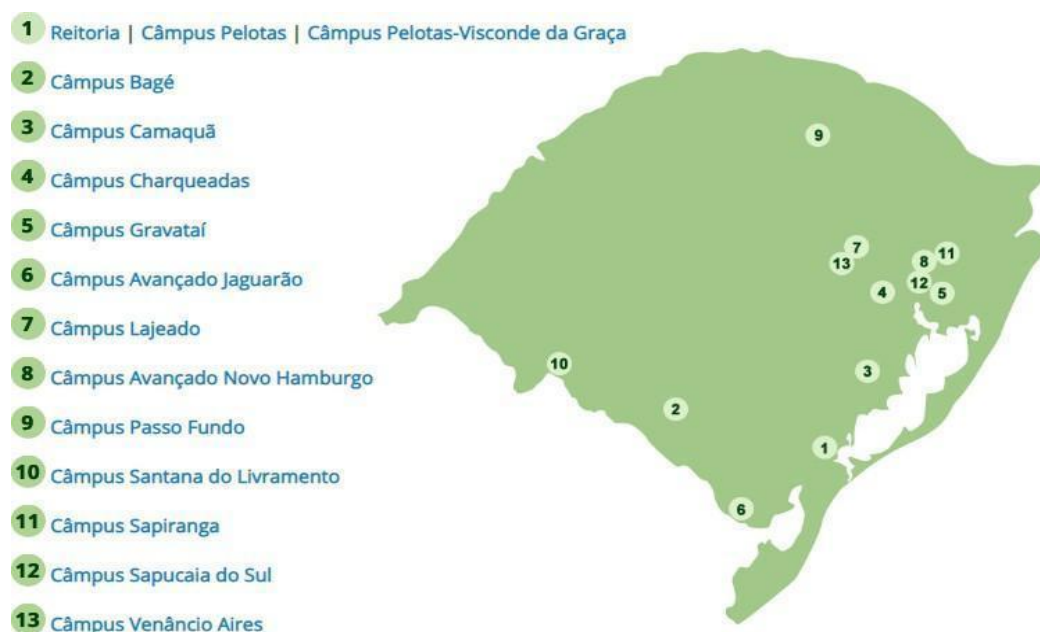 1 Reitoria | Câmpus Pelotas | Câmpus Pelotas-Visconde da Graça
2 Câmpus Bagé
3 Câmpus Camaquã
4 Câmpus Charqueadas
5 Câmpus Gravataí
6 Câmpus Avançado Jaguarão
7 Câmpus Lajeado
8 Câmpus Avançado Novo Hamburgo
9 Câmpus Passo Fundo
10 Câmpus Santana do Livramento
11 Câmpus Sapiranga
12 Câmpus Sapucaia do Sul
13 Câmpus Venâncio Aires
9
7
11
8
13
12
4
5
10
3
2
1
6